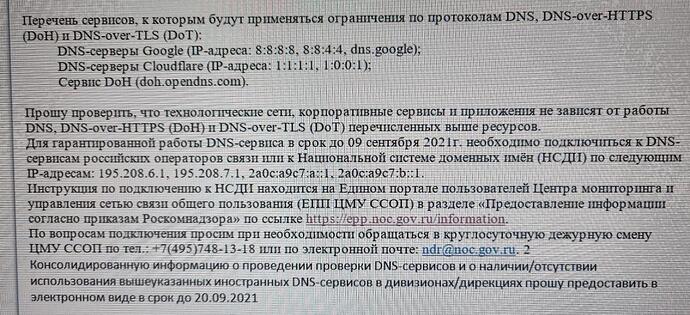 Перечень сервисов, к которым будут применяться ограничения по протоколам DNS, DNS-over-HTTPS
(DoH) и DNS-over-TLS (DoT):
DNS-серверы Google (IP-адреса: 8:8:8:8, 8:8:4:4, dns.google);
DNS-серверы Cloudflare (IP-адреса: 1:1:1:1, 1:0:0:1);
Сервис DoH (doh.opendns.com).
Прошу проверить, что технологические сети, корпоративные сервисы и приложения не зависят от работы
DNS, DNS-over-HTTPS (DoH) и DNS-over-TLS (DoT) перечисленных выше ресурсов.
Для гарантированной работы DNS-сервиса в срок до 09 сентября 2021г. необходимо подключиться к DNS-
сервисам российских операторов связи или к Национальной системе доменных имён (НСДИ) по следующим
IP-адресам: 195.208.6.1, 195.208.7.1, 2a0c:a9c7:a::1, 2a0c:a9c7:b::1.
Инструкция по подключению к НСДИ находится на Едином портале пользователей Центра мониторинга и
управления сетью связи общего пользования (ЕПП ЦМУ ССОП) в разделе «Предоставление информации
согласно приказам Роскомнадзора» по ссылке https://epp.noc.gov.ru/information.
По вопросам подключения просим при необходимости обращаться в круглосуточную дежурную смену
ЦМУ ССОП по тел.: +7(495)748-13-18 или по электронной почте: ndr@noc.gov.ru. 2
Консолидированную информацию о проведении проверки DNS-сервисов и о наличии/отсутствии
использования вышеуказанных иностранных DNS-сервисов в дивизионах/дирекциях прошу предоставить в
электронном виде в срок до 20.09.2021